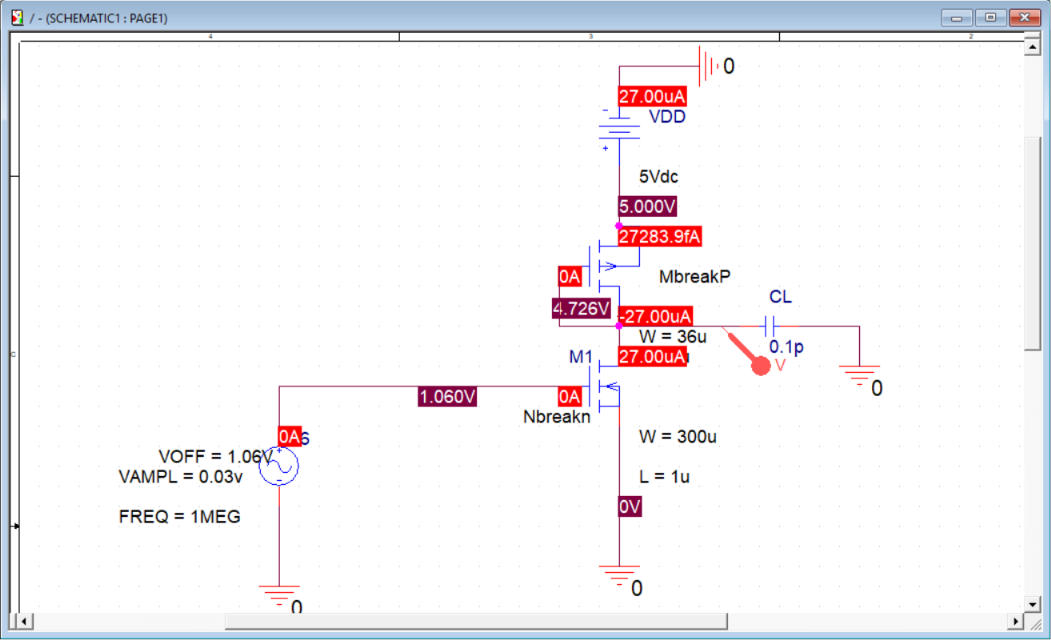 / - (SCHEMATIC1 : PAGE1)
4 3 2
0
27.00uA
- VDD
+
5Vdc
5.000V
27283.9fA
0A MbreakP
CL
4.726V -27.00uA
W = 36u
0.1p
M1 27.00uA
V
0
1.060V 0A
Nbreakn
0A6 W = 300u
VOFF = 1.06V +
VAMPL = 0.03v L = 1u
-
0V
FREQ = 1MEG
0
0
C